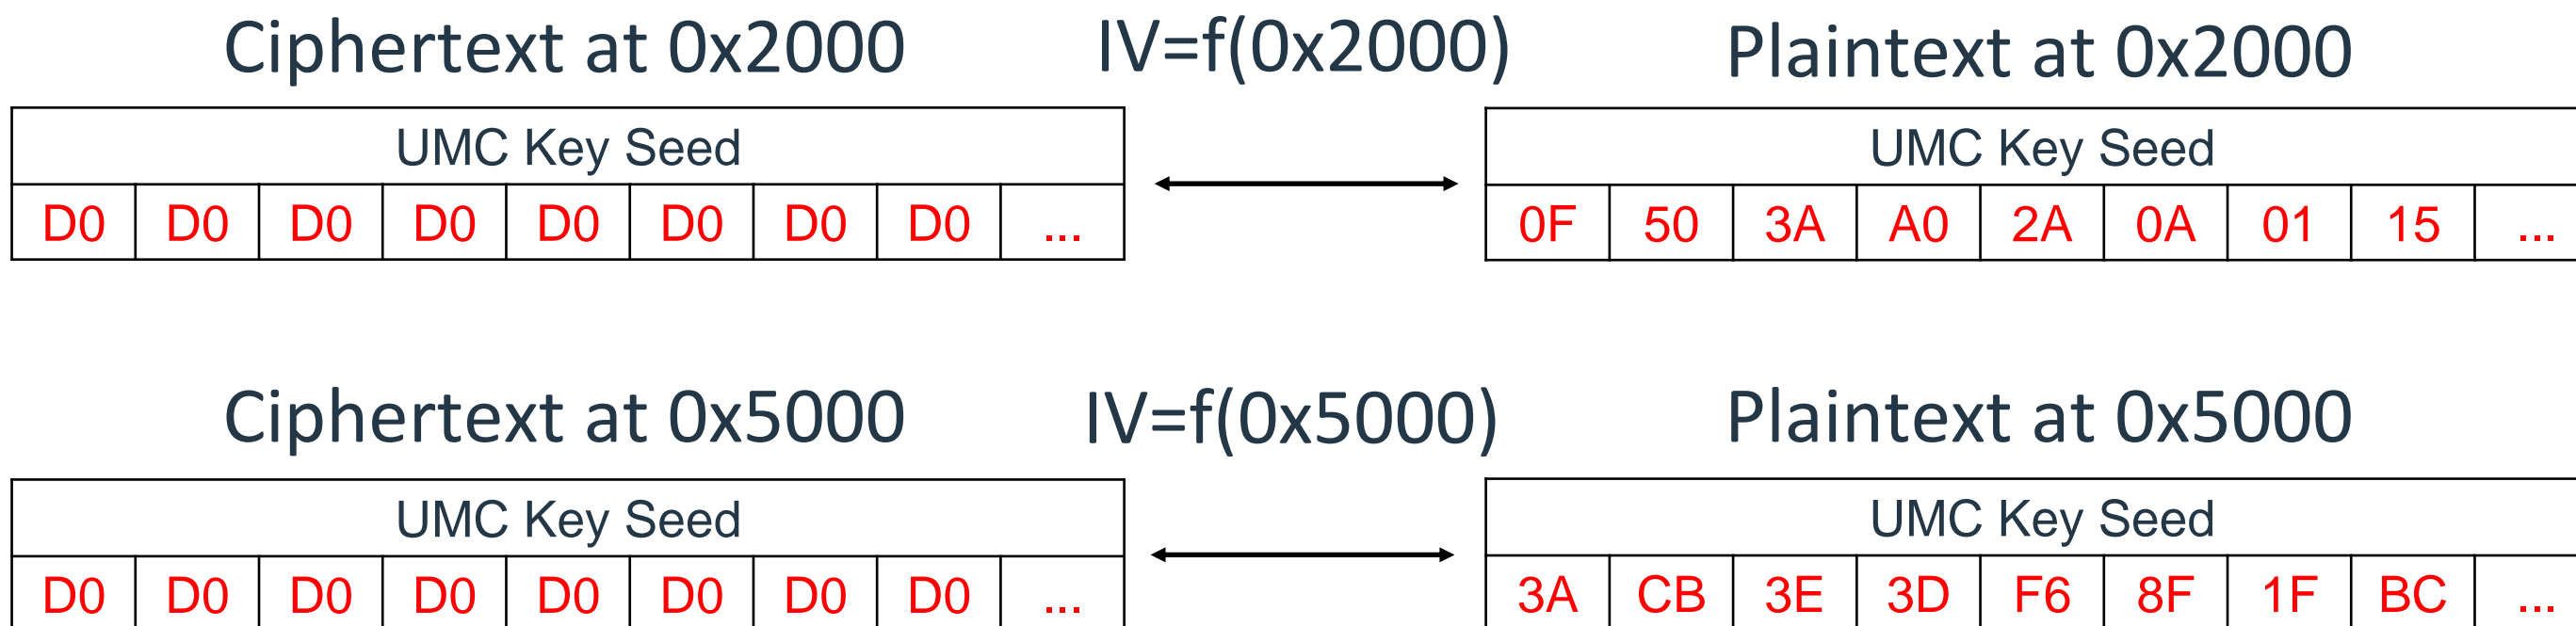 Ciphertext at 0x2000 IV=f(0x2000) Plaintext at 0x2000
UMC Key Seed UMC Key Seed
D0 D0 D0 D0 D0 D0 D0 D0 ... 0F 50 3A A0 2A 0A 01 15 ...
Ciphertext at 0x5000 IV=f(0x5000) Plaintext at 0x5000
UMC Key Seed UMC Key Seed
D0 D0 D0 D0 D0 D0 D0 D0 ... 3A CB 3E 3D F6 8F 1F BC ...